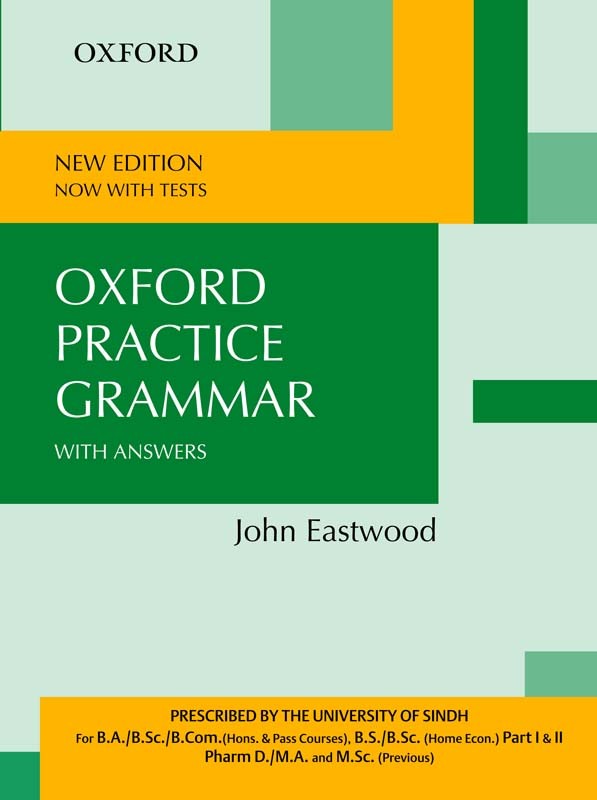 OXFORD
NEW EDITION
NOW WITH TESTS
OXFORD
PRACTICE
GRAMMAR
WITH ANSWERS
John Eastwood
PRESCRIBED BY THE UNIVERSITY OF SINDH
For B.A./B.Sc./B.Com.(Hons. & Pass Courses), B.S./B.Sc. (Home Econ.) Part I & II
Pharm D./M.A. and M.Sc. (Previous)